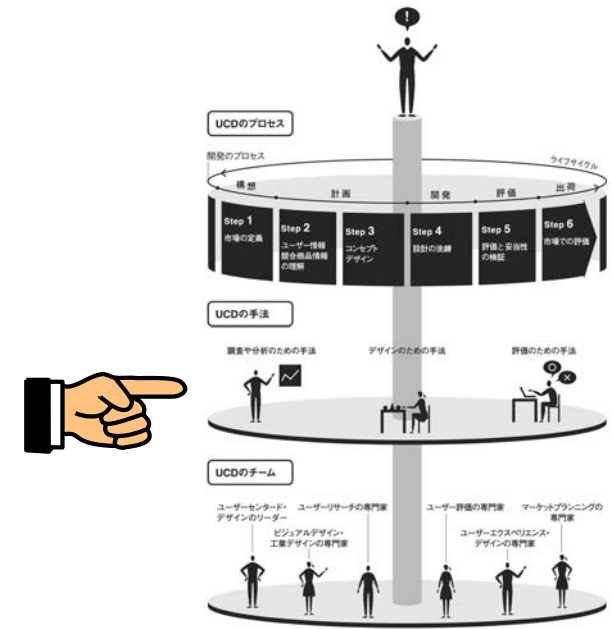 !
UCDのプロセス
開発のプロセス
ライフサイクル
構想
計画
開発
評価
出荷
Step 1
市場の定義
Step 2
ユーザー情報
競合商品情報
の理解
Step 3
コンセプト
デザイン
Step 4
設計の洗練
Step 5
評価と妥当性
の検証
Step 6
市場での評価
UCDの手法
調査や分析のための手法
デザインのための手法
評価のための手法
UCDのチーム
ユーザーセンタード・
デザインのリーダー
ビジュアルデザイン・
工業デザインの専門家
ユーザーリサーチの専門家
ユーザー評価の専門家
ユーザーエクスペリエンス・
デザインの専門家
マーケットプランニングの
専門家